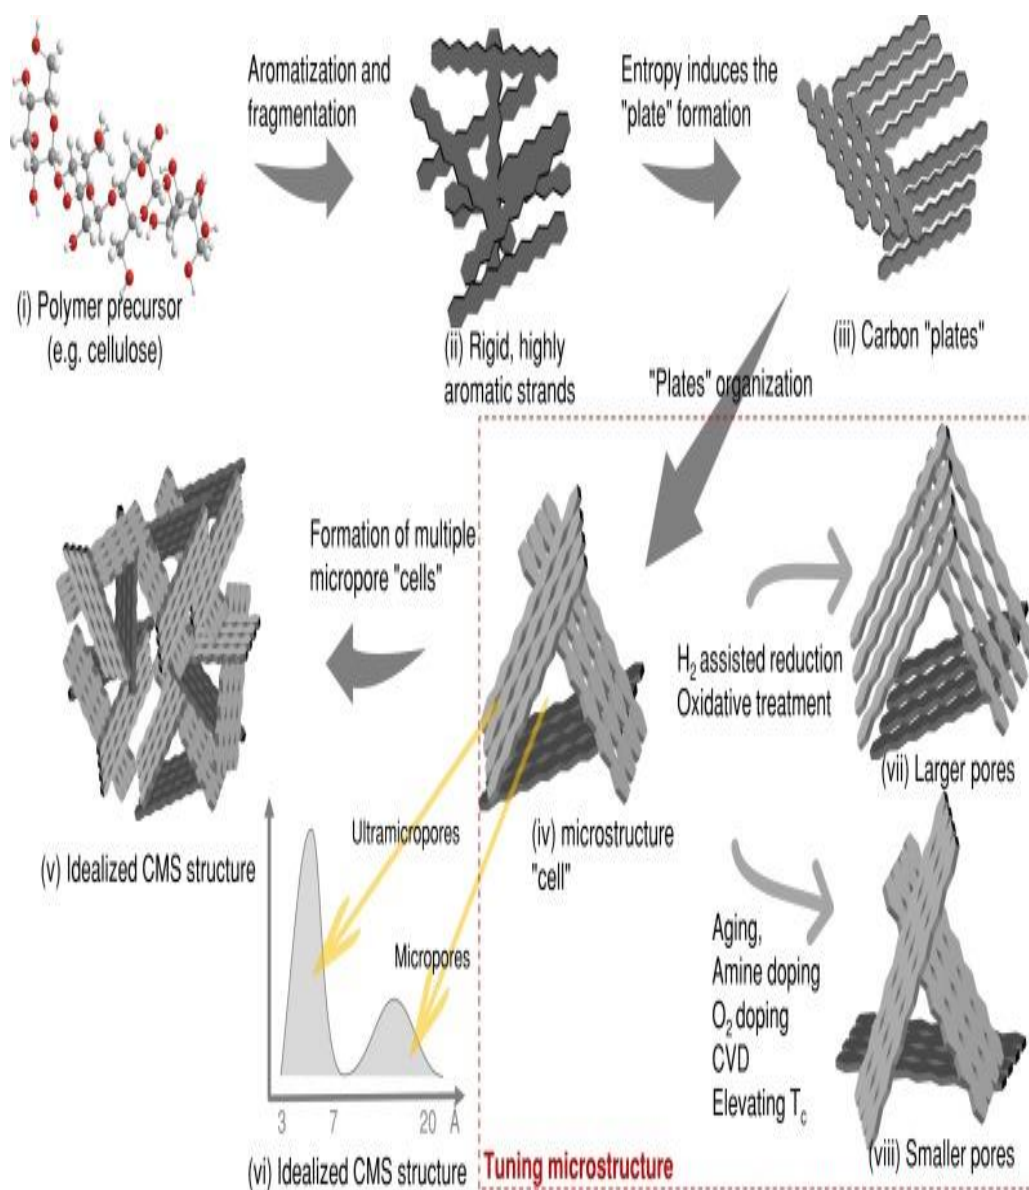 Aromatization and
fragmentation
Entropy induces the
"plate" formation
(i) Polymer precursor
(e.g. cellulose)
(ii) Rigid, highly
aromatic strands
(iii) Carbon "plates"
"Plates" organization
Formation of multiple
micropore "cells"
H2 assisted reduction
Oxidative treatment
(vii) Larger pores
Ultramicropores
(iv) microstructure
"cell"
(v) Idealized CMS structure
Micropores
Aging,
Amine doping
O2 doping
CVD
Elevating Tc
3 7 20 A
(vi) Idealized CMS structure
Tuning microstructure
(viii) Smaller pores